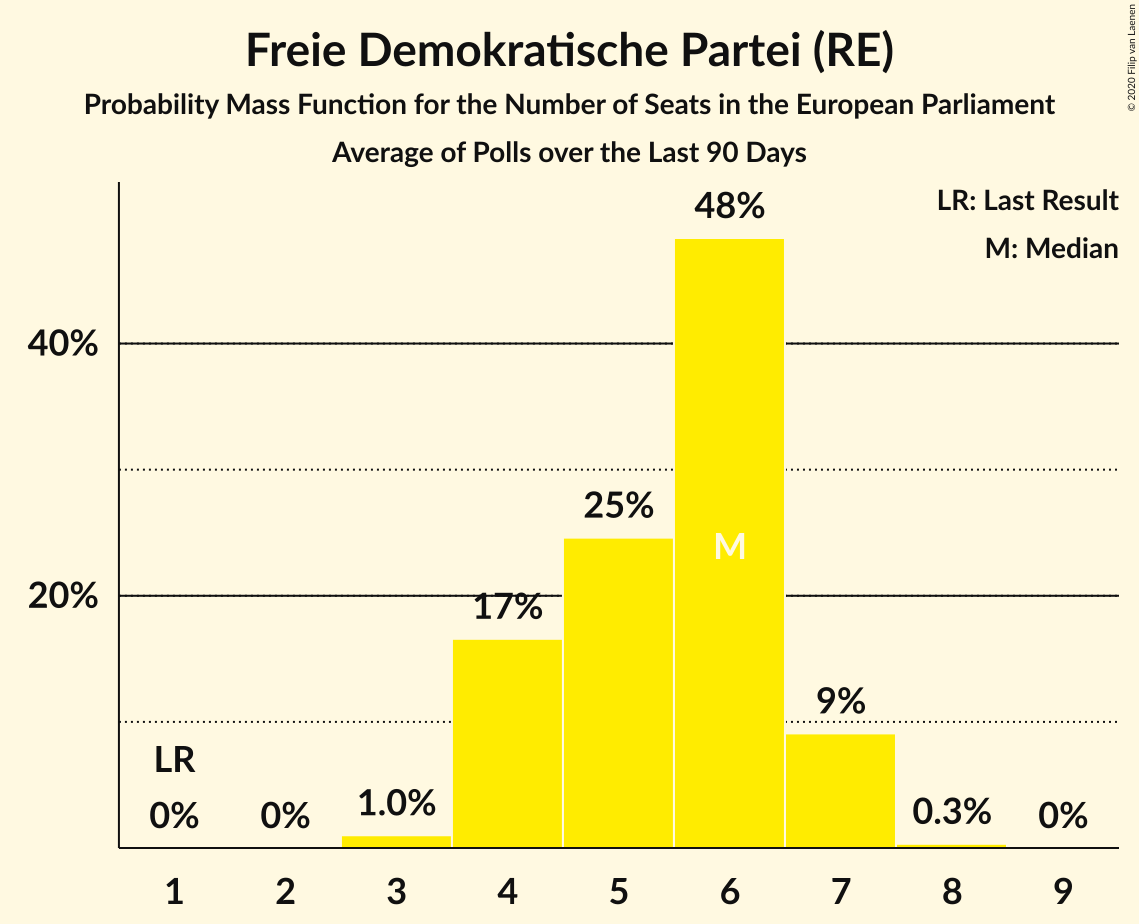 Freie Demokratische Partei (RE)
Probability Mass Function for the Number of Seats in the European Parliament
Average of Polls over the Last 90 Days
© 2020 Filip van Laenen
LR: Last Result
M: Median
48%
40%
25%
M
20%
17%
9%
LR
0%
0%
1.0%
0.3%
0%
1 2 3 4 5 6 7 8 9